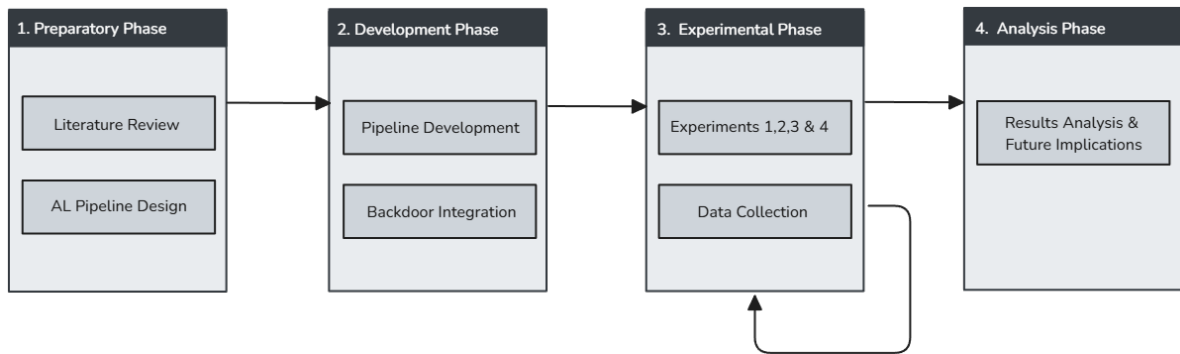 1. Preparatory Phase
Literature Review
AL Pipeline Design
2. Development Phase
Pipeline Development
Backdoor Integration
3. Experimental Phase
Experiments 1,2,3 & 4
Data Collection
4. Analysis Phase
Results Analysis &
Future Implications